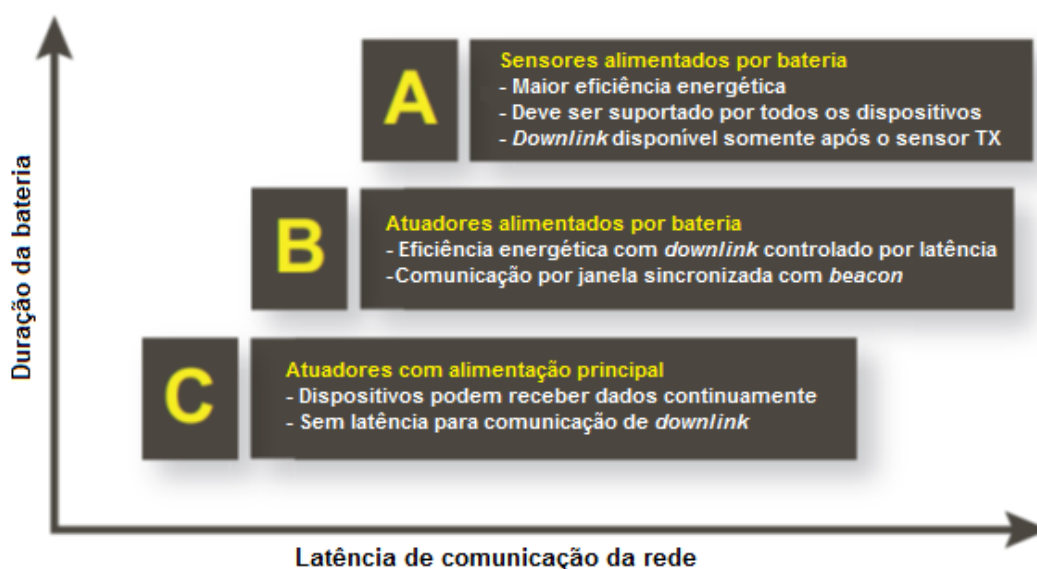 A
Sensores alimentados por bateria
- Maior eficiência energética
- Deve ser suportado por todos os dispositivos
- Downlink disponível somente após o sensor TX
B
Atuadores alimentados por bateria
- Eficiência energética com downlink controlado por latência
-Comunicação por janela sincronizada com beacon
C
Atuadores com alimentação principal
- Dispositivos podem receber dados continuamente
- Sem latência para comunicação de downlink
Duração da bateria
Latência de comunicação da rede